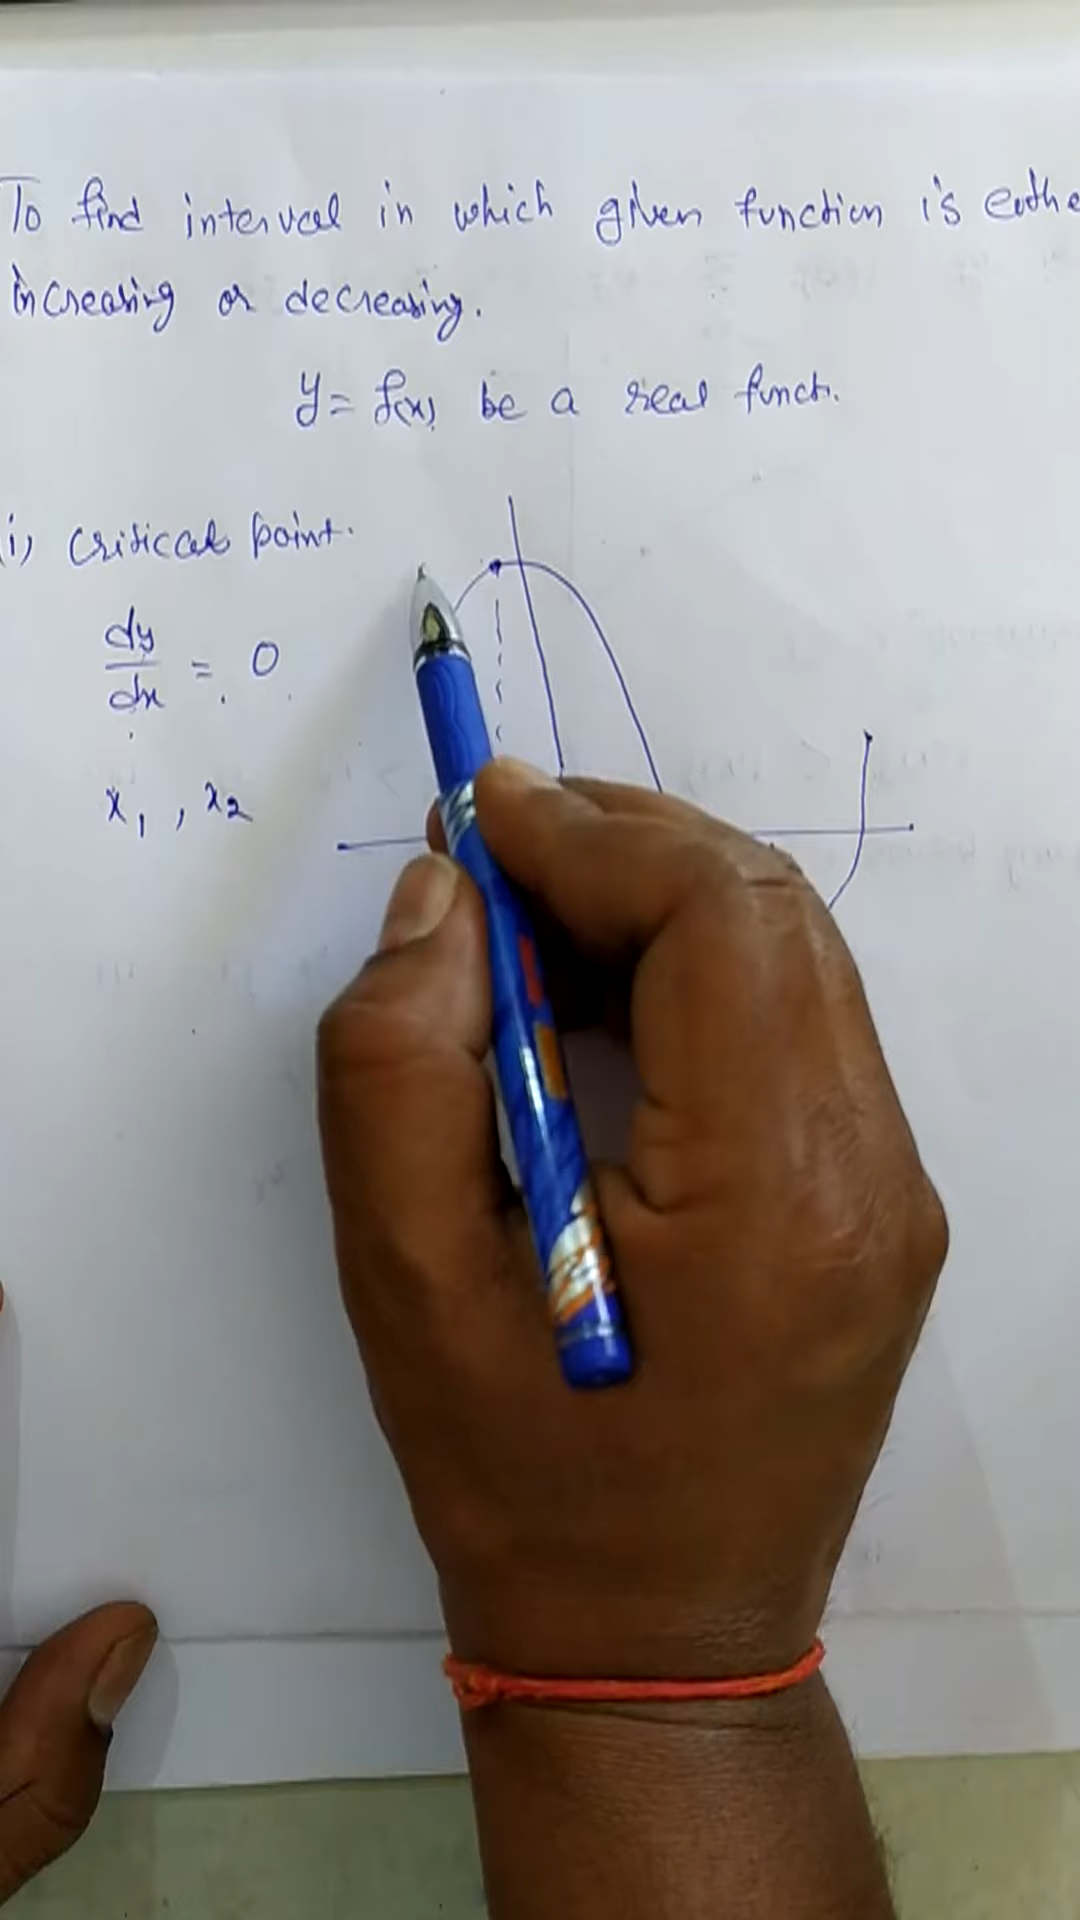 To find interval in which given function is eithe
increasing or decreasing.
y = f(x) be a real funct.
i) critical point.
dy/dx = 0
x₁ , x₂